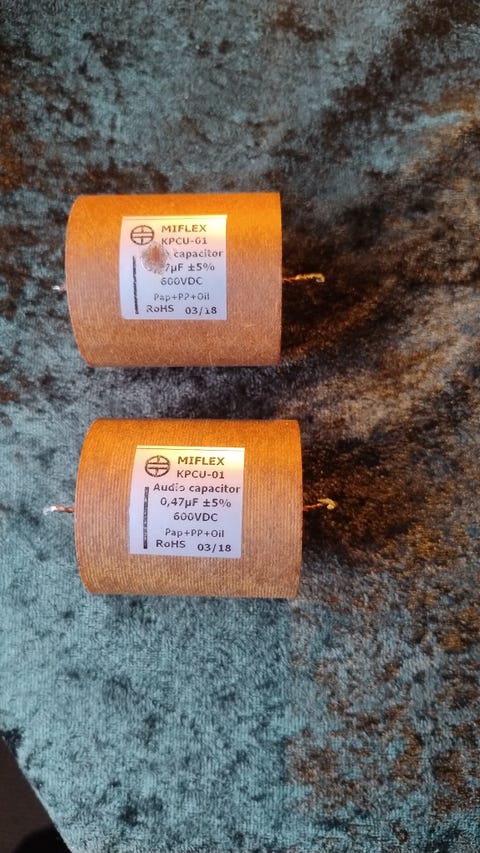 MIFLEX
KPCU-01
capacitor
7µF ±5%
600VDC
Pap+PP+Oil
RoHS 03/18
MIFLEX
KPCU-01
Audio capacitor
0,47µF ±5%
600VDC
Pap+PP+Oil
RoHS 03/18